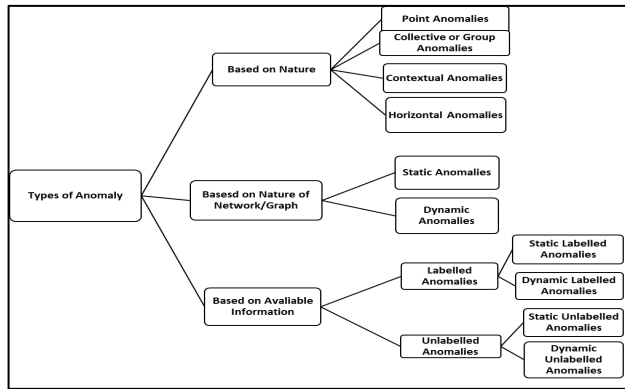 Types of Anomaly
Based on Nature
Point Anomalies
Collective or Group
Anomalies
Contextual Anomalies
Horizontal Anomalies
Basesd on Nature of
Network/Graph
Static Anomalies
Dynamic
Anomalies
Based on Avaliable
Information
Labelled
Anomalies
Static Labelled
Anomalies
Dynamic Labelled
Anomalies
Unlabelled
Anomalies
Static Unlabelled
Anomalies
Dynamic
Unlabelled
Anomalies